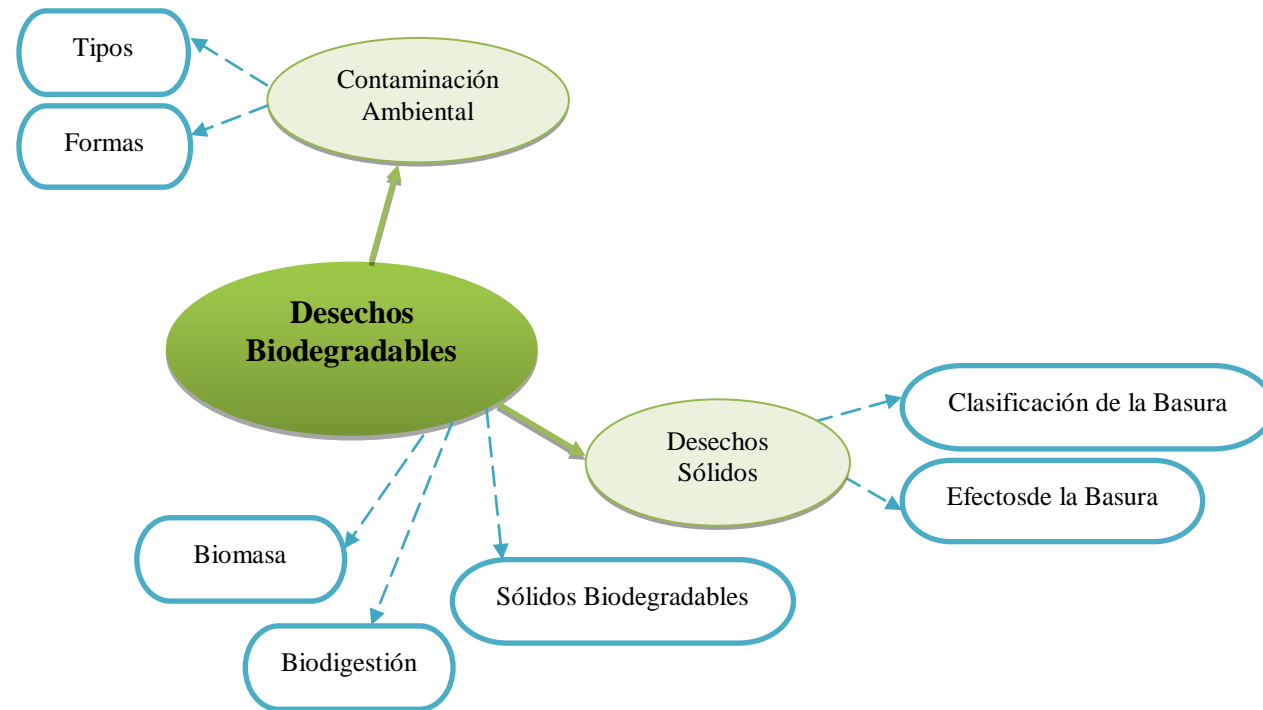 Tipos
Contaminación
Ambiental
Formas
Desechos
Biodegradables
Clasificación de la Basura
Desechos
Sólidos
Efectosde la Basura
Biomasa
Sólidos Biodegradables
Biodigestión